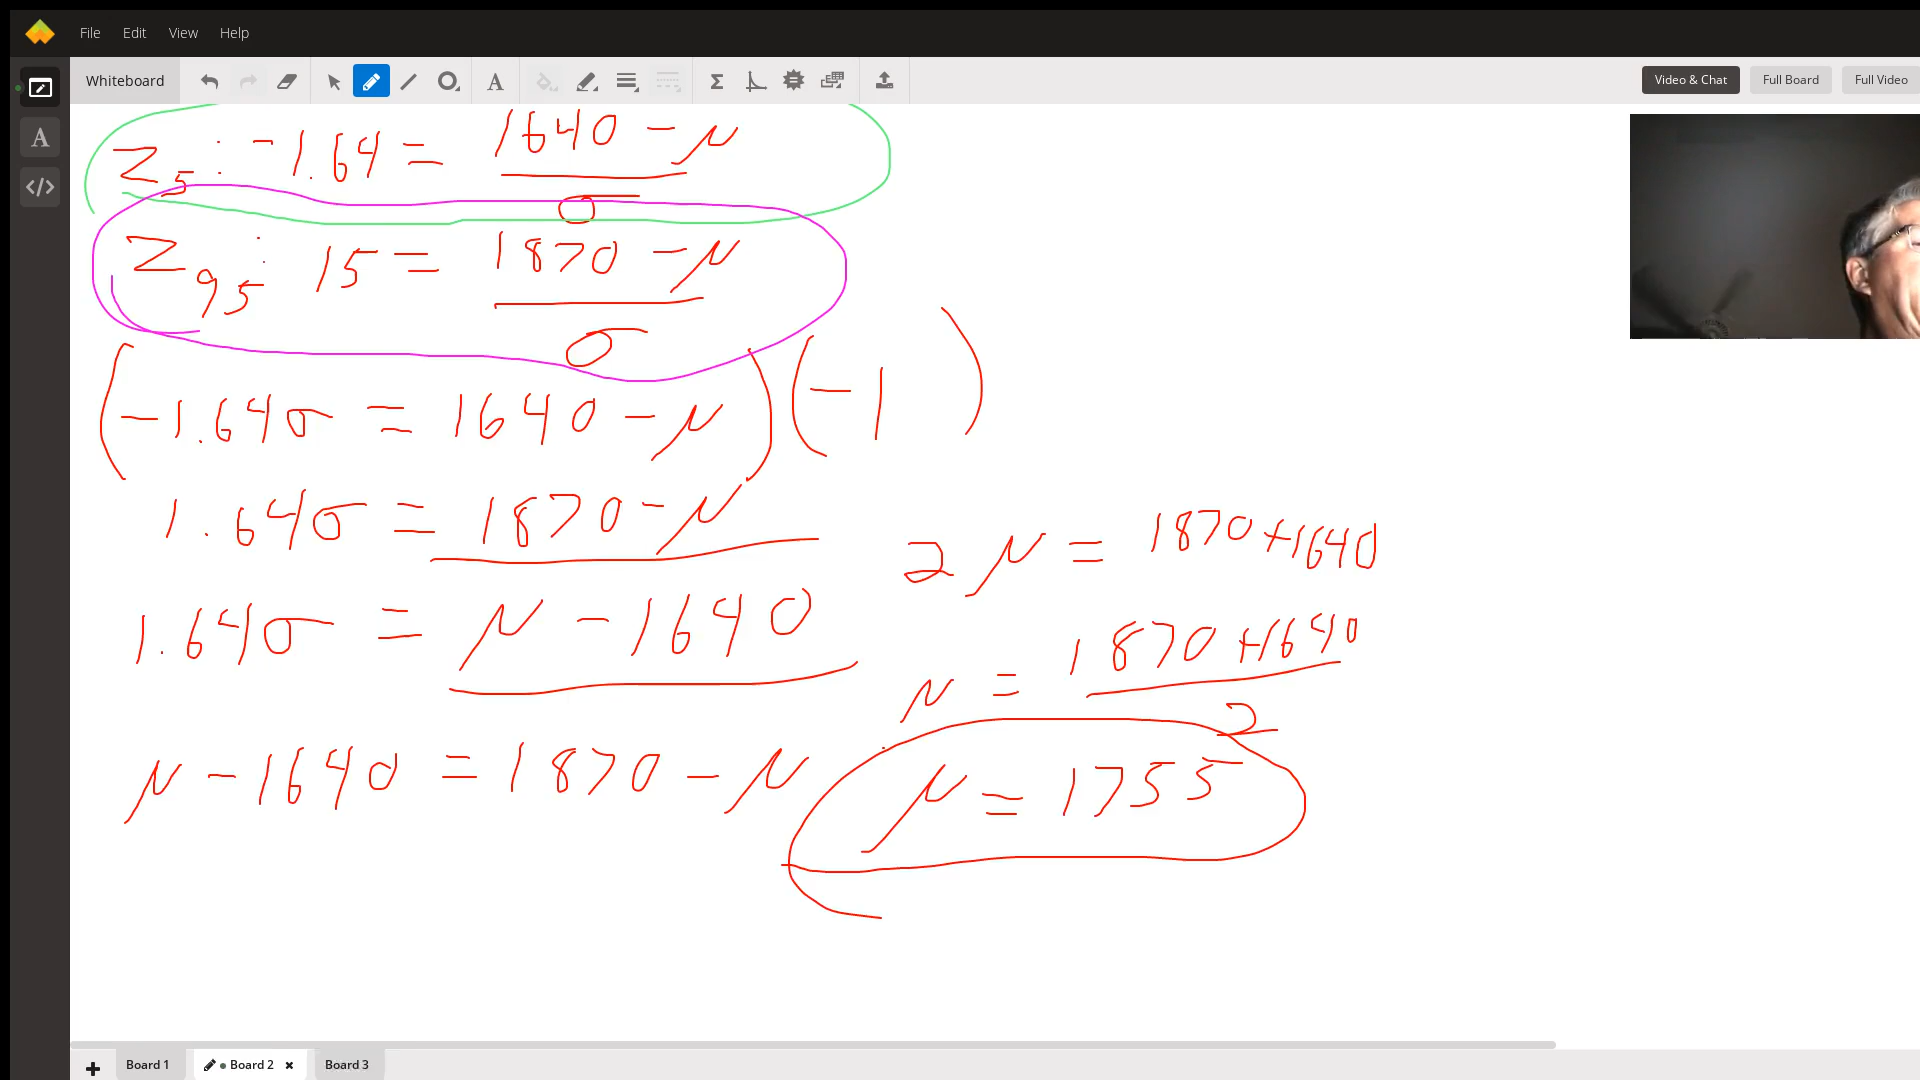 File Edit View Help
Whiteboard
Video & Chat Full Board Full Video
Z5: -1.64 = 1640 - μ
σ
Z95: 15 = 1870 - μ
σ
(-1.64σ = 1640 - μ)(-1)
1.64σ = 1870 - μ
1.64σ = μ - 1640
μ - 1640 = 1870 - μ
2μ = 1870 + 1640
μ = 1870 + 1640
2
μ = 1755
Board 1 Board 2 Board 3